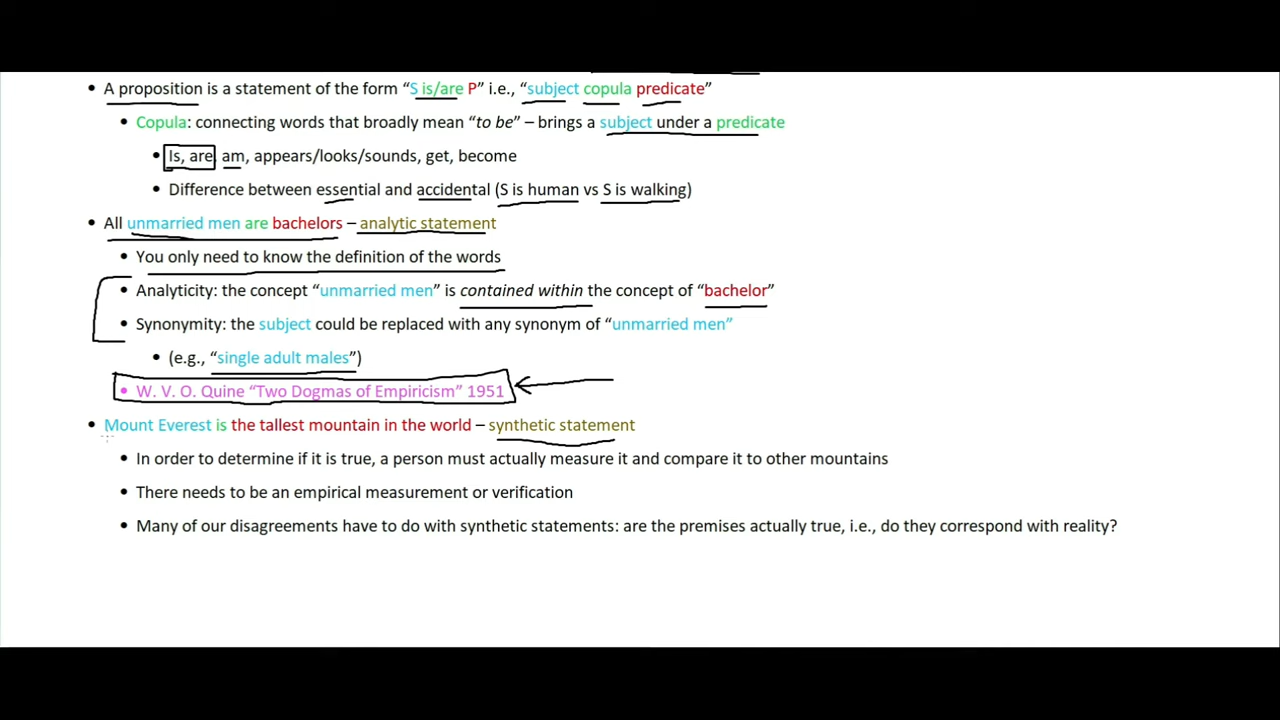 • A proposition is a statement of the form “S is/are P” i.e., “subject copula predicate”
• Copula: connecting words that broadly mean “to be” – brings a subject under a predicate
• Is, are, am, appears/looks/sounds, get, become
• Difference between essential and accidental (S is human vs S is walking)
• All unmarried men are bachelors – analytic statement
• You only need to know the definition of the words
• Analyticity: the concept “unmarried men” is contained within the concept of “bachelor”
• Synonymity: the subject could be replaced with any synonym of “unmarried men”
• (e.g., “single adult males”)
• W. V. O. Quine “Two Dogmas of Empiricism” 1951
• Mount Everest is the tallest mountain in the world – synthetic statement
• In order to determine if it is true, a person must actually measure it and compare it to other mountains
• There needs to be an empirical measurement or verification
• Many of our disagreements have to do with synthetic statements: are the premises actually true, i.e., do they correspond with reality?